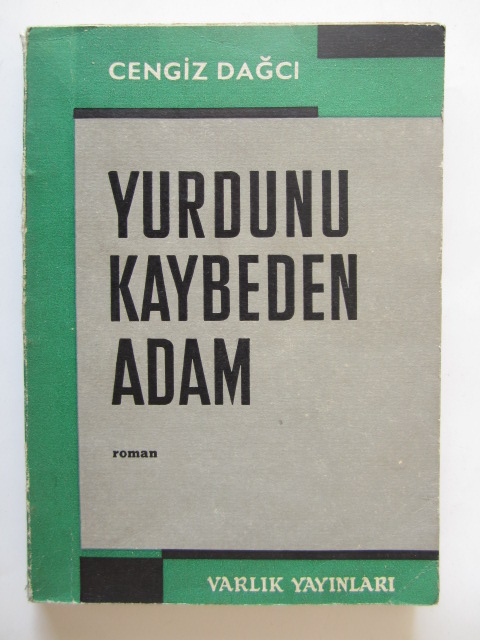 CENGİZ DAĞCI
YURDUNU
KAYBEDEN
ADAM
roman
VARLIK YAYINLARI